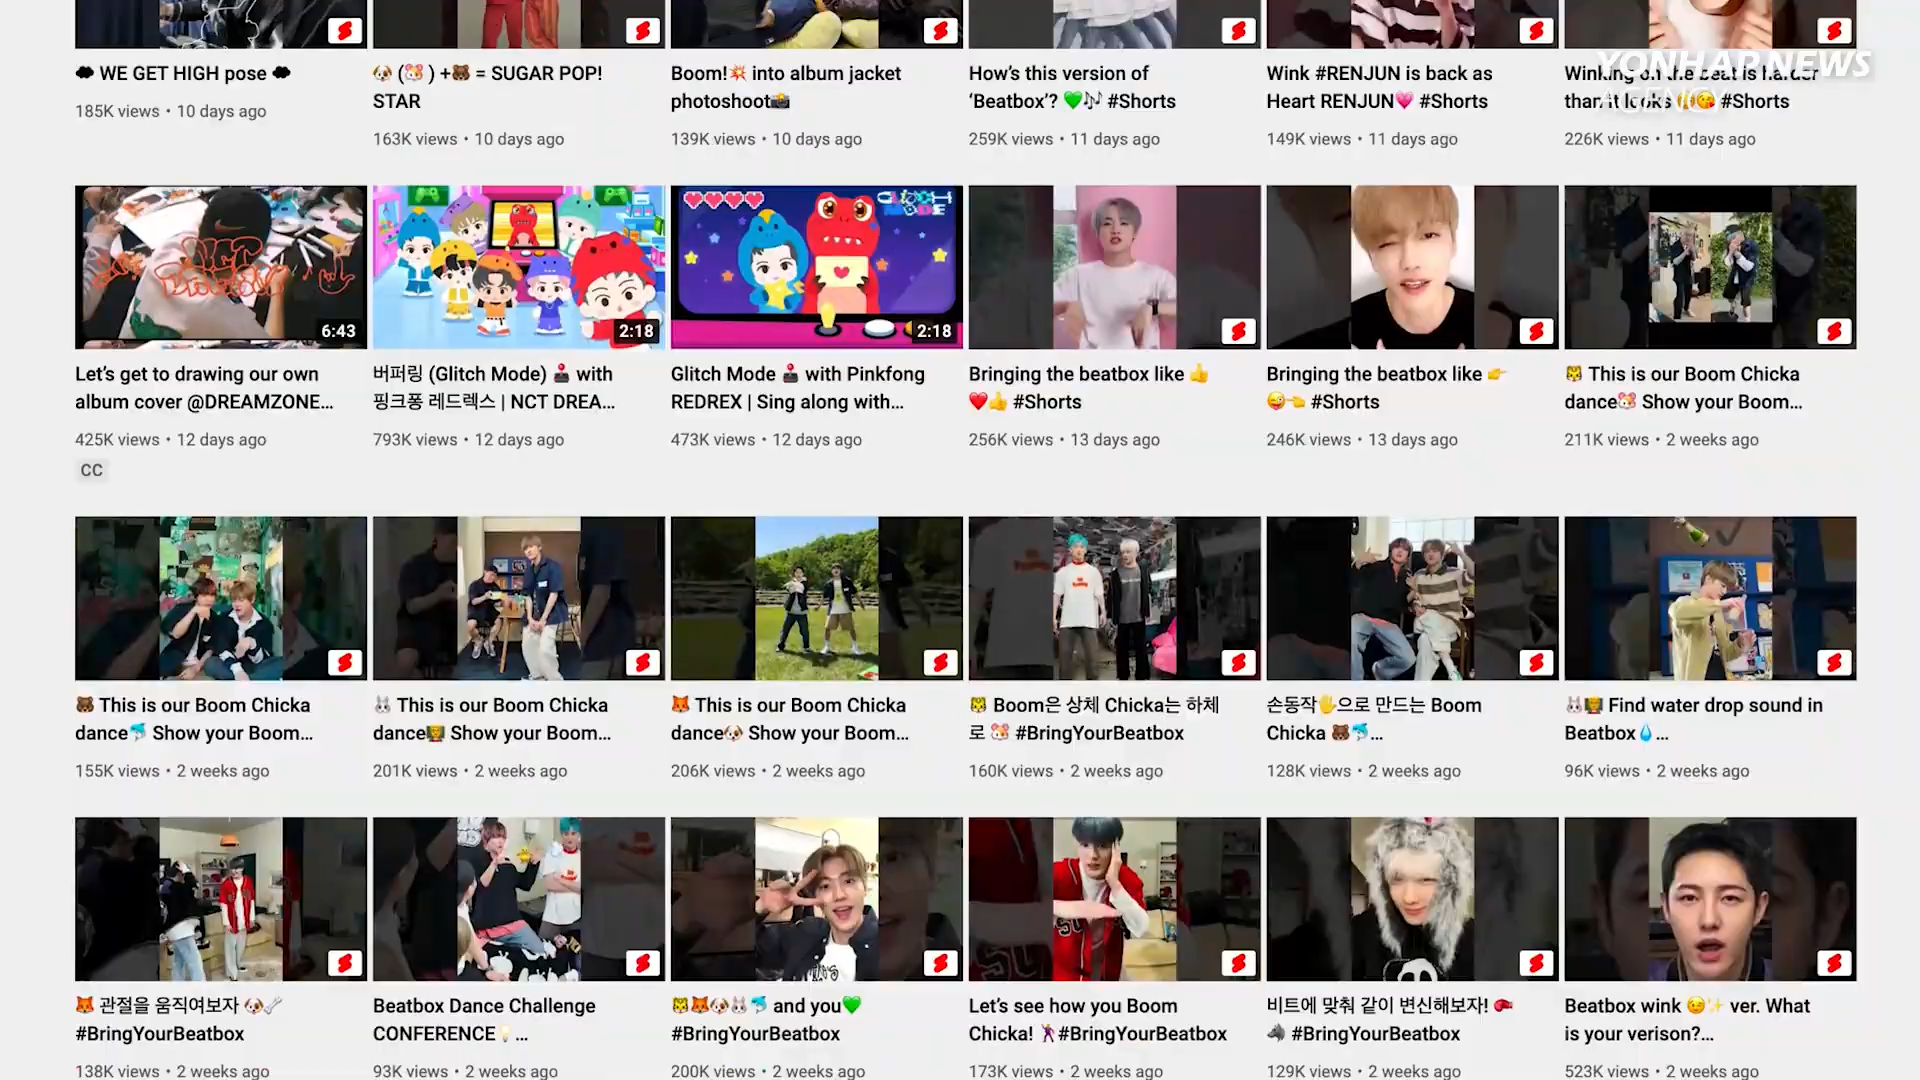 YONHAP NEWS
AGENCY
WE GET HIGH pose
185K views • 10 days ago
🐶 (🐹 ) +🐻 = SUGAR POP!
STAR
163K views • 10 days ago
Boom!💥 into album jacket
photoshoot📸
139K views • 10 days ago
How's this version of
'Beatbox'? 💚🎶 #Shorts
259K views • 11 days ago
Wink #RENJUN is back as
Heart RENJUN💗 #Shorts
149K views • 11 days ago
Winking on the beat is harder
than it looks 😘 #Shorts
226K views • 11 days ago
NCT
DREAM
6:43
2:18
GLITCH
MODE
2:18
Let's get to drawing our own
album cover @DREAMZONE...
425K views • 12 days ago
CC
버퍼링 (Glitch Mode) 🕹 with
핑크퐁 레드렉스 | NCT DREA...
793K views • 12 days ago
Glitch Mode 🕹 with Pinkfong
REDREX | Sing along with...
473K views • 12 days ago
Bringing the beatbox like 👍
❤️👍 #Shorts
256K views • 13 days ago
Bringing the beatbox like 👉
😜👈 #Shorts
246K views • 13 days ago
🐯 This is our Boom Chicka
dance🐹 Show your Boom...
211K views • 2 weeks ago
🐻 This is our Boom Chicka
dance🐬 Show your Boom...
155K views • 2 weeks ago
🐰 This is our Boom Chicka
dance👨‍🏫 Show your Boom...
201K views • 2 weeks ago
🦊 This is our Boom Chicka
dance🐶 Show your Boom...
206K views • 2 weeks ago
🐯 Boom은 상체 Chicka는 하체
로 🐹 #BringYourBeatbox
160K views • 2 weeks ago
손동작🖐으로 만드는 Boom
Chicka 🐻🐬...
128K views • 2 weeks ago
🐰👨‍🏫 Find water drop sound in
Beatbox💧...
96K views • 2 weeks ago
🦊 관절을 움직여보자 🐶🦴
#BringYourBeatbox
138K views • 2 weeks ago
Beatbox Dance Challenge
CONFERENCE💡...
93K views • 2 weeks ago
🐯🦊🐶🐰🐬 and you💚
#BringYourBeatbox
200K views • 2 weeks ago
Let's see how you Boom
Chicka! 🕺#BringYourBeatbox
173K views • 2 weeks ago
비트에 맞춰 같이 변신해보자! 🥊
🐺 #BringYourBeatbox
129K views • 2 weeks ago
Beatbox wink 😉✨ ver. What
is your verison?...
523K views • 2 weeks ago